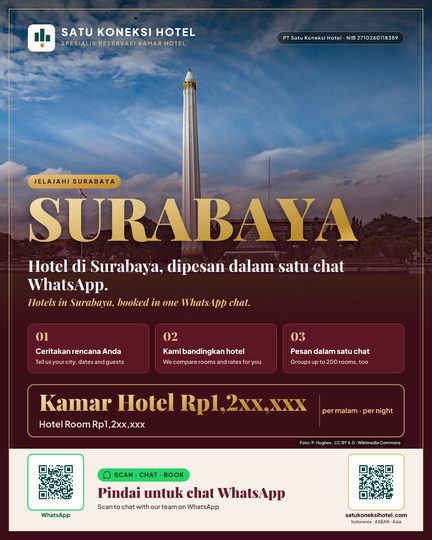 SATU KONEKSI HOTEL
SPESIALIS RESERVASI KAMAR HOTEL
PT Satu Koneksi Hotel · NIB 2710260118389
JELAJAHI SURABAYA
SURABAYA
Hotel di Surabaya, dipesan dalam satu chat
WhatsApp.
Hotels in Surabaya, booked in one WhatsApp chat.
01
Ceritakan rencana Anda
Tell us your city, dates and guests
02
Kami bandingkan hotel
We compare rooms and rates for you
03
Pesan dalam satu chat
Groups up to 200 rooms, too
Kamar Hotel Rp1,2xx,xxx
per malam · per night
Hotel Room Rp1,2xx,xxx
Foto: P. Hughes · CC BY 4.0 · Wikimedia Commons
SCAN · CHAT · BOOK
Pindai untuk chat WhatsApp
Scan to chat with our team on WhatsApp
WhatsApp
satukoneksihotel.com
Indonesia · ASEAN · Asia